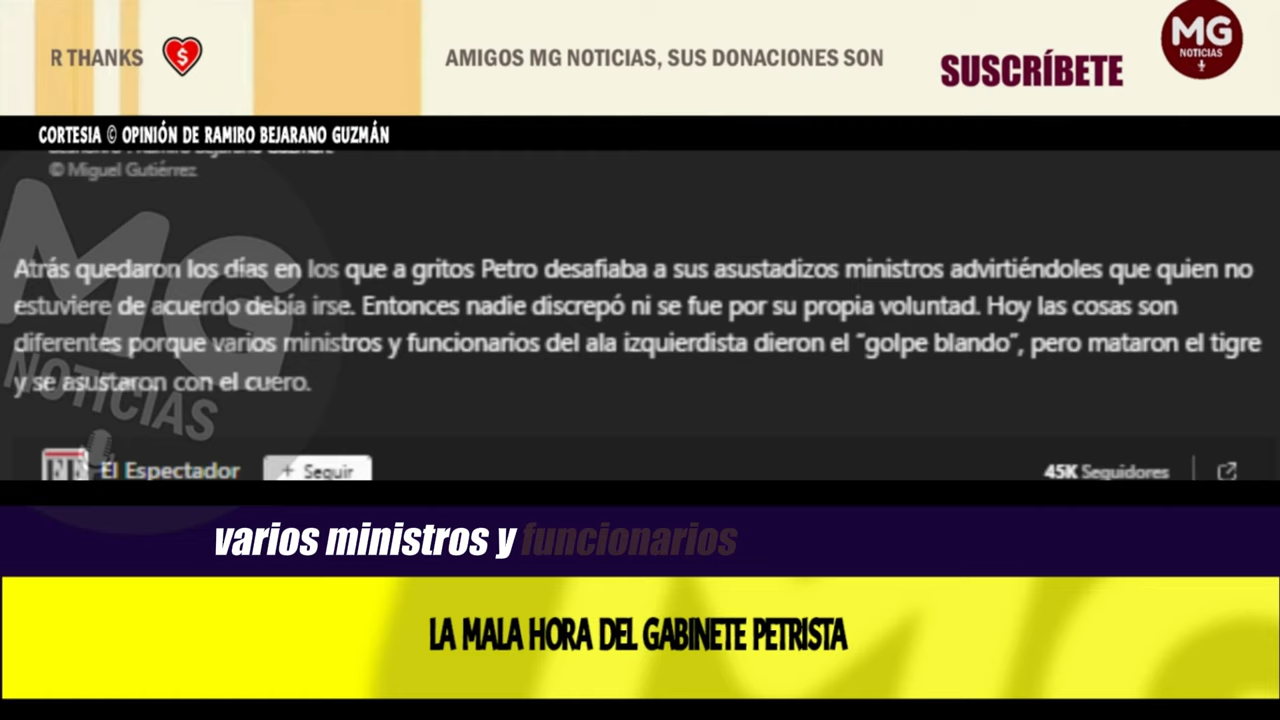 R THANKS
AMIGOS MG NOTICIAS, SUS DONACIONES SON
SUSCRÍBETE
MG
NOTICIAS
CORTESIA © OPINIÓN DE RAMIRO BEJARANO GUZMÁN
© Miguel Gutiérrez
Atrás quedaron los días en los que a gritos Petro desafiaba a sus asustadizos ministros advirtiéndoles que quien no
estuviere de acuerdo debía irse. Entonces nadie discrepó ni se fue por su propia voluntad. Hoy las cosas son
diferentes porque varios ministros y funcionarios del ala izquierdista dieron el “golpe blando”, pero mataron el tigre
y se asustaron con el cuero.
MG
NOTICIAS
El Espectador
+ Seguir
45K Seguidores
varios ministros y funcionarios
LA MALA HORA DEL GABINETE PETRISTA